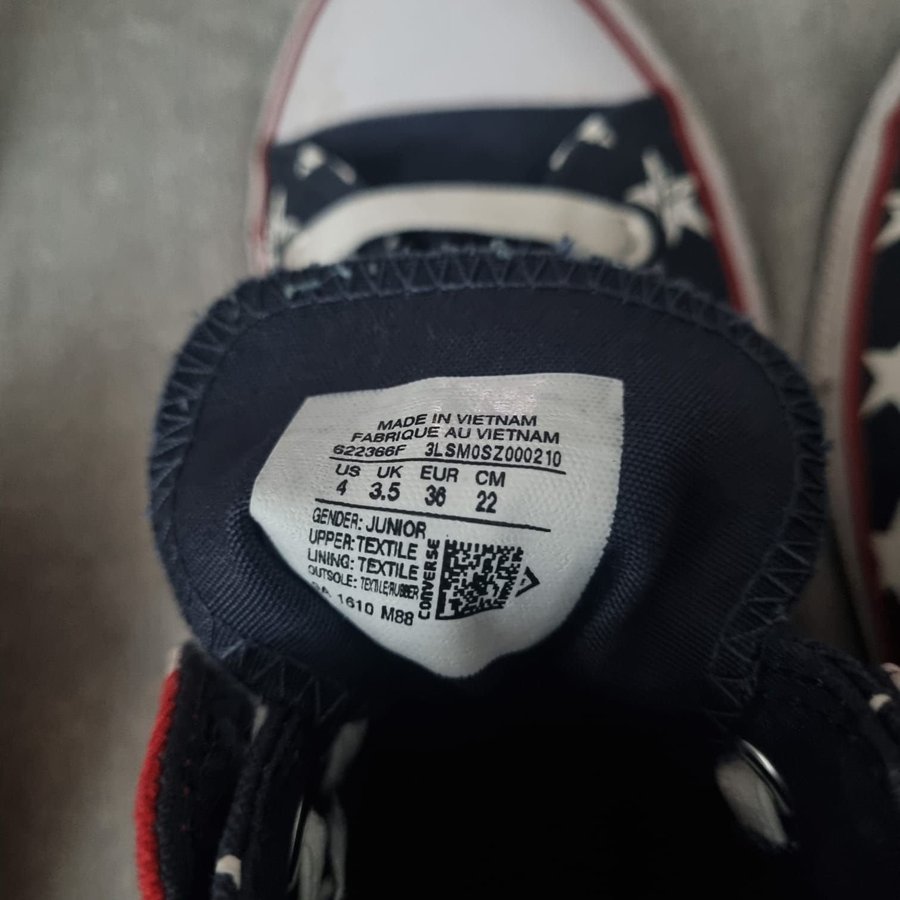 MADE IN VIETNAM
FABRIQUE AU VIETNAM
622366F 3LSM0SZ000210
US UK EUR CM
4 3.5 36 22
GENDER: JUNIOR
UPPER: TEXTILE
LINING: TEXTILE
OUTSOLE: TEXTILE/RUBBER
1610 M88
CONVERSE